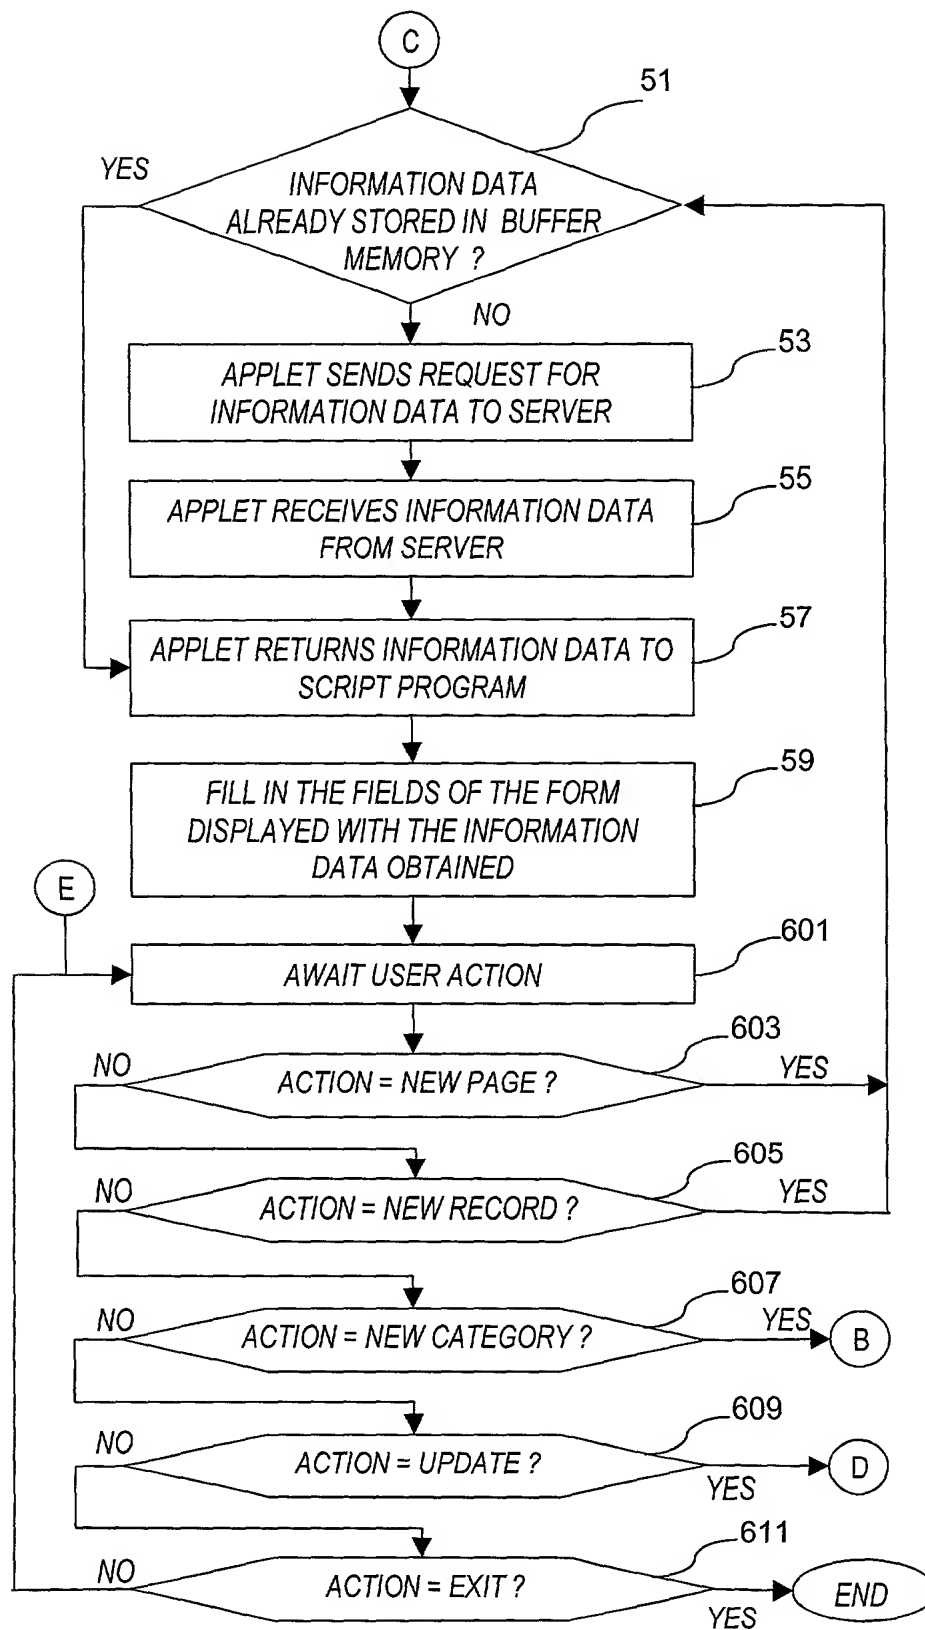 C
51
YES
INFORMATION DATA
ALREADY STORED IN BUFFER
MEMORY ?
NO
53
APPLET SENDS REQUEST FOR
INFORMATION DATA TO SERVER
55
APPLET RECEIVES INFORMATION DATA
FROM SERVER
57
APPLET RETURNS INFORMATION DATA TO
SCRIPT PROGRAM
59
FILL IN THE FIELDS OF THE FORM
DISPLAYED WITH THE INFORMATION
DATA OBTAINED
E
601
AWAIT USER ACTION
603
NO
ACTION = NEW PAGE ?
YES
605
NO
ACTION = NEW RECORD ?
YES
607
NO
ACTION = NEW CATEGORY ?
YES
B
609
NO
ACTION = UPDATE ?
YES
D
611
NO
ACTION = EXIT ?
YES
END